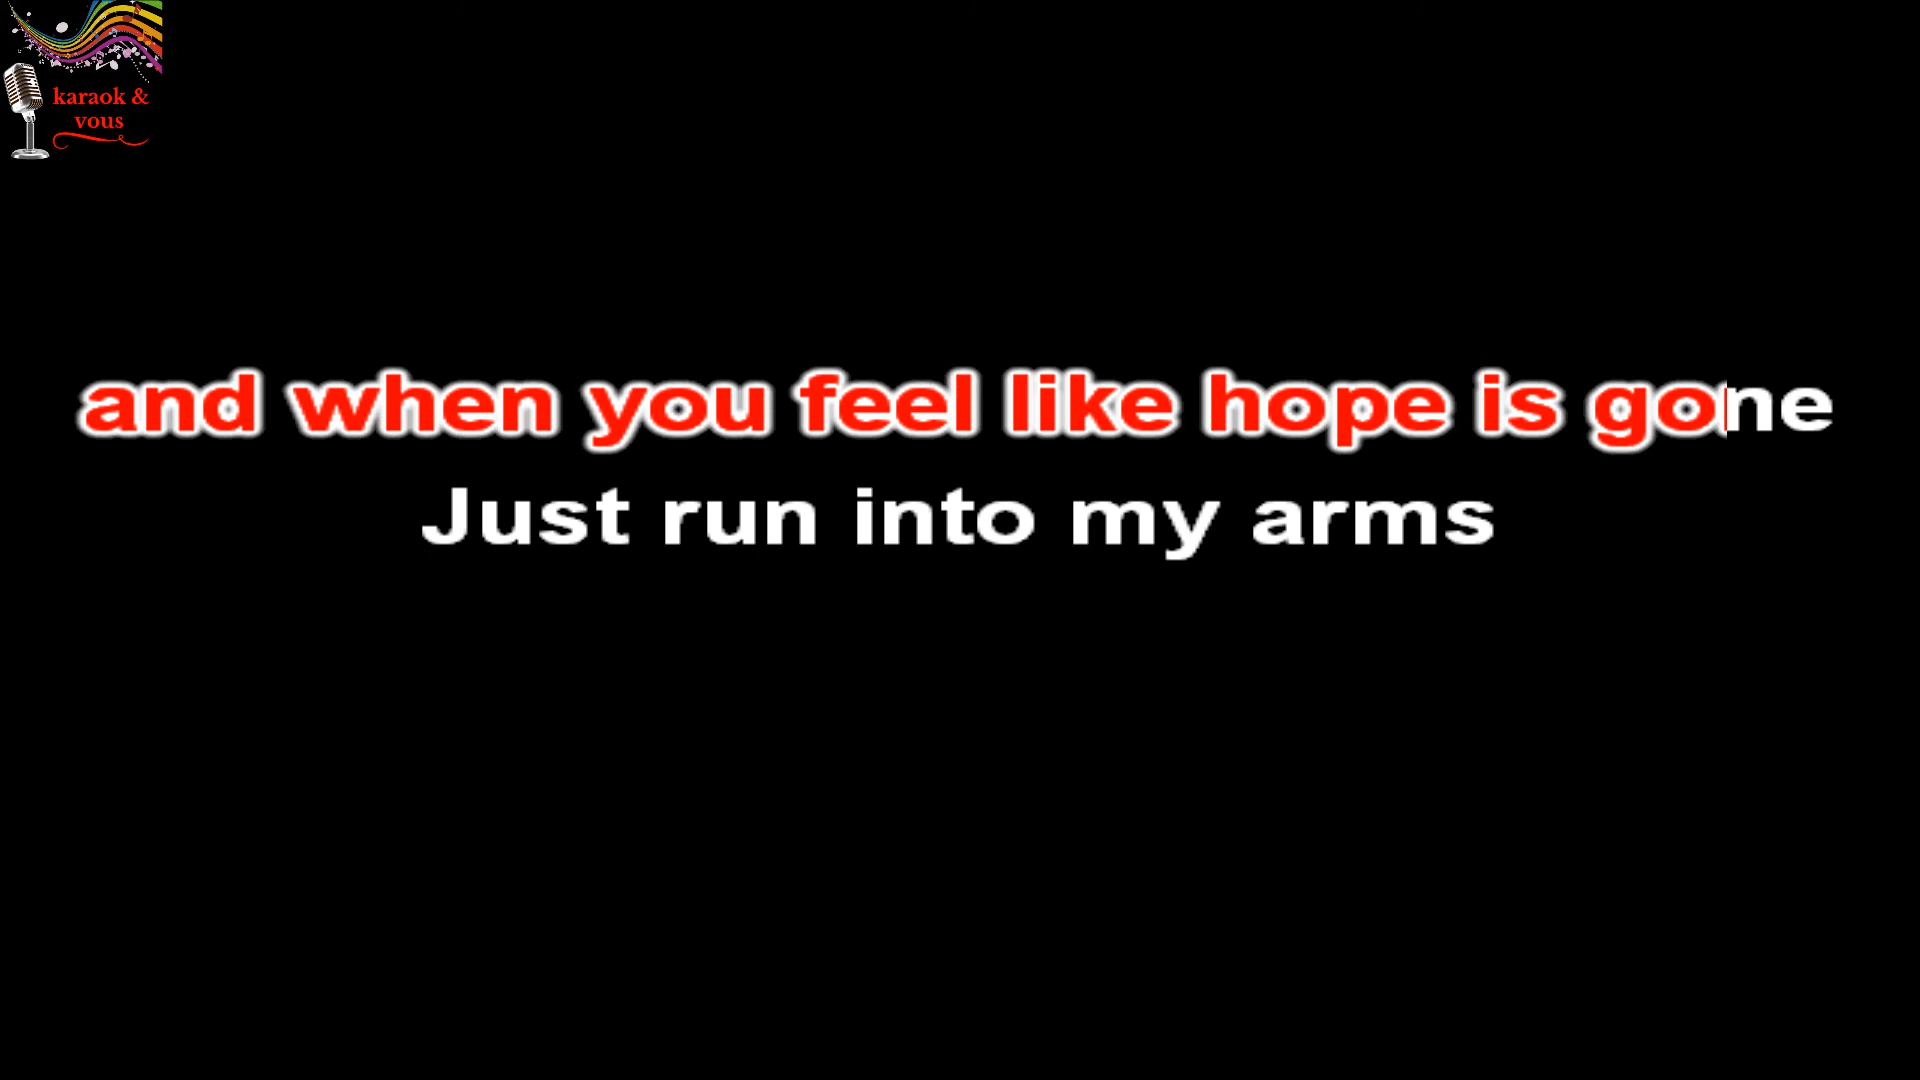 karaok &
vous
and when you feel like hope is gone
Just run into my arms